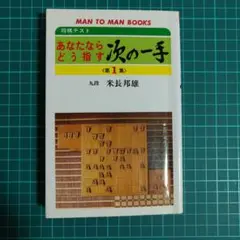 MAN TO MAN BOOKS
将棋テスト
あなたなら
どう指す
次の一手
〈第1集〉
九段 米長邦雄